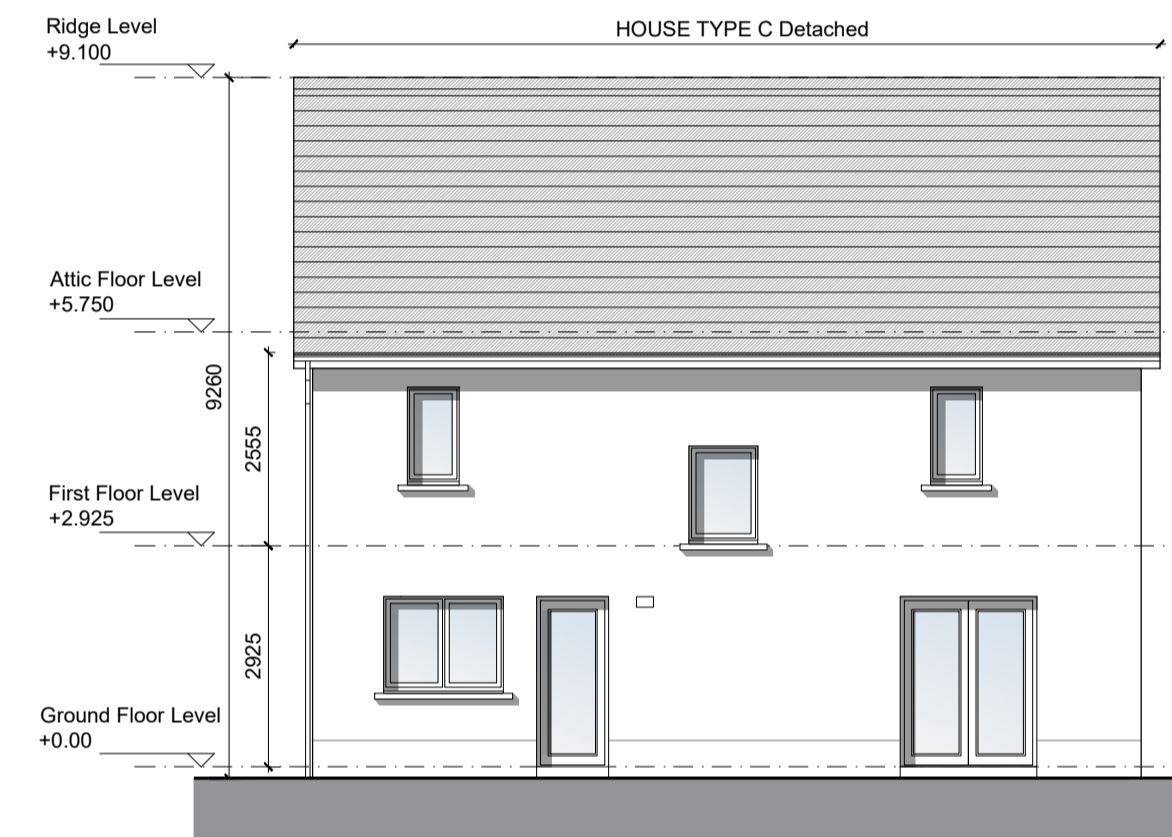 Ridge Level
+9.100
HOUSE TYPE C Detached
Attic Floor Level
+5.750
9260
2555
First Floor Level
+2.925
2925
Ground Floor Level
+0.00